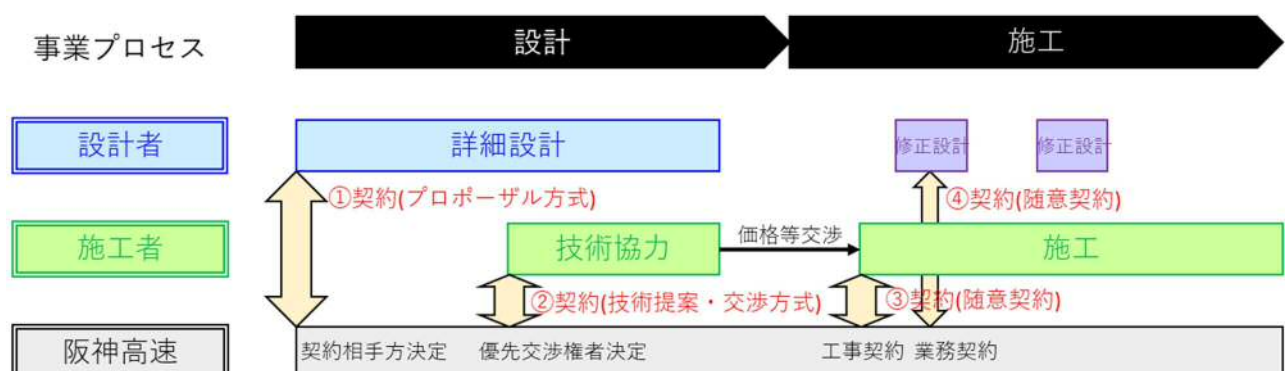 事業プロセス
設計
施工
設計者
詳細設計
修正設計
修正設計
①契約(プロポーザル方式)
④契約(随意契約)
施工者
技術協力
価格等交渉
施工
②契約(技術提案・交渉方式)
③契約(随意契約)
阪神高速
契約相手方決定
優先交渉権者決定
工事契約
業務契約